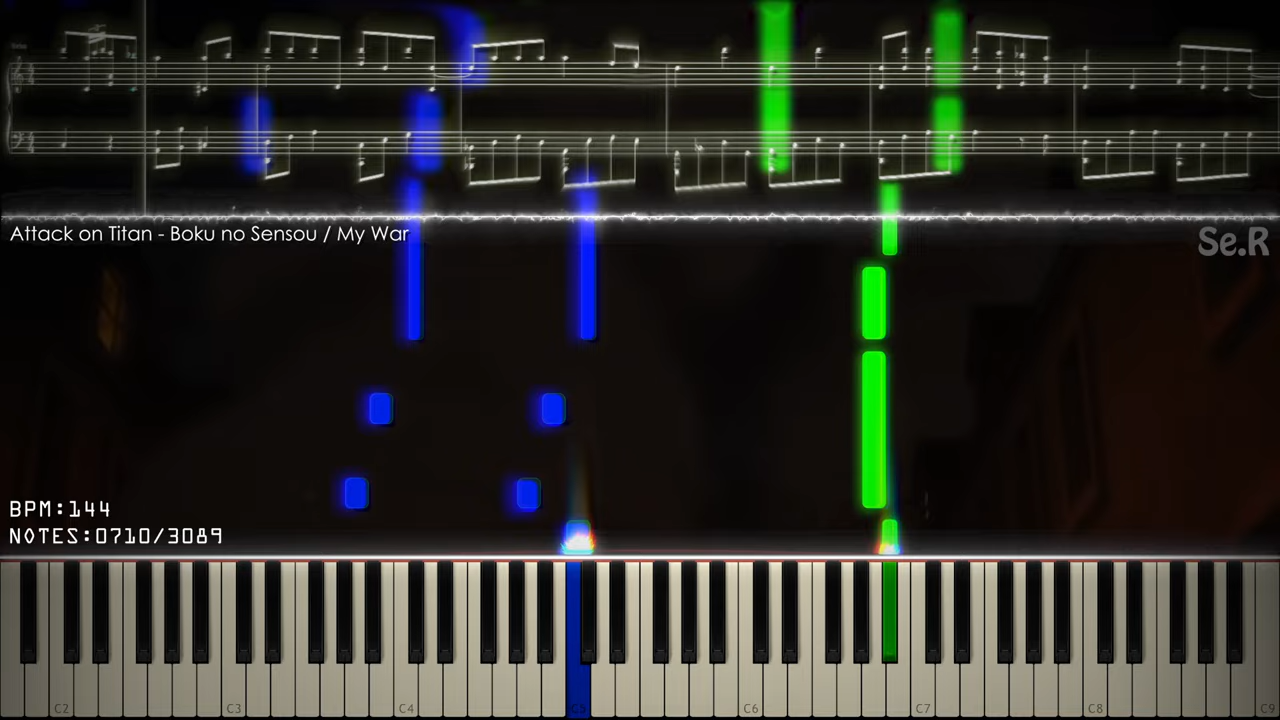 Attack on Titan - Boku no Sensou / My War
Se.R
BPM:144
NOTES:0710/3089
C2 C3 C4 C5 C6 C7 C8 C9